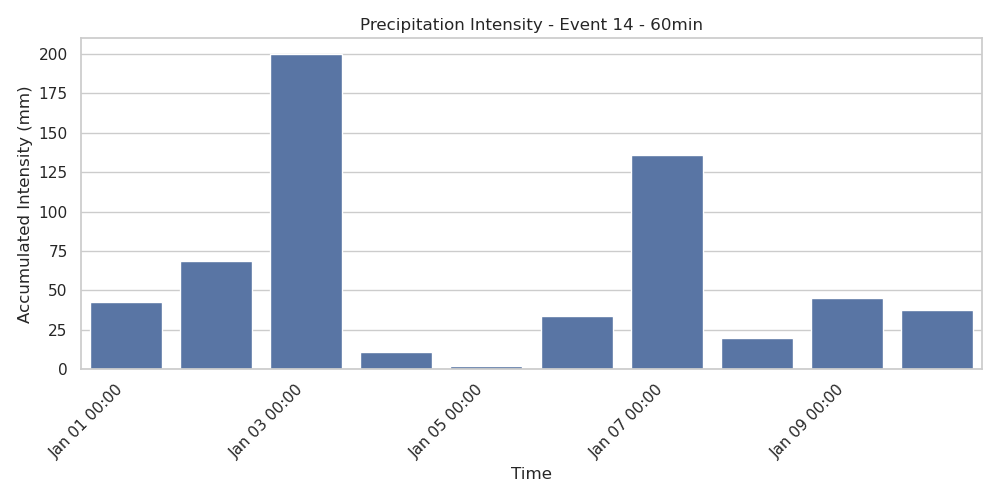 Precipitation Intensity - Event 14 - 60min
Accumulated Intensity (mm)
200
175
150
125
100
75
50
25
0
Jan 01 00:00
Jan 03 00:00
Jan 05 00:00
Jan 07 00:00
Jan 09 00:00
Time